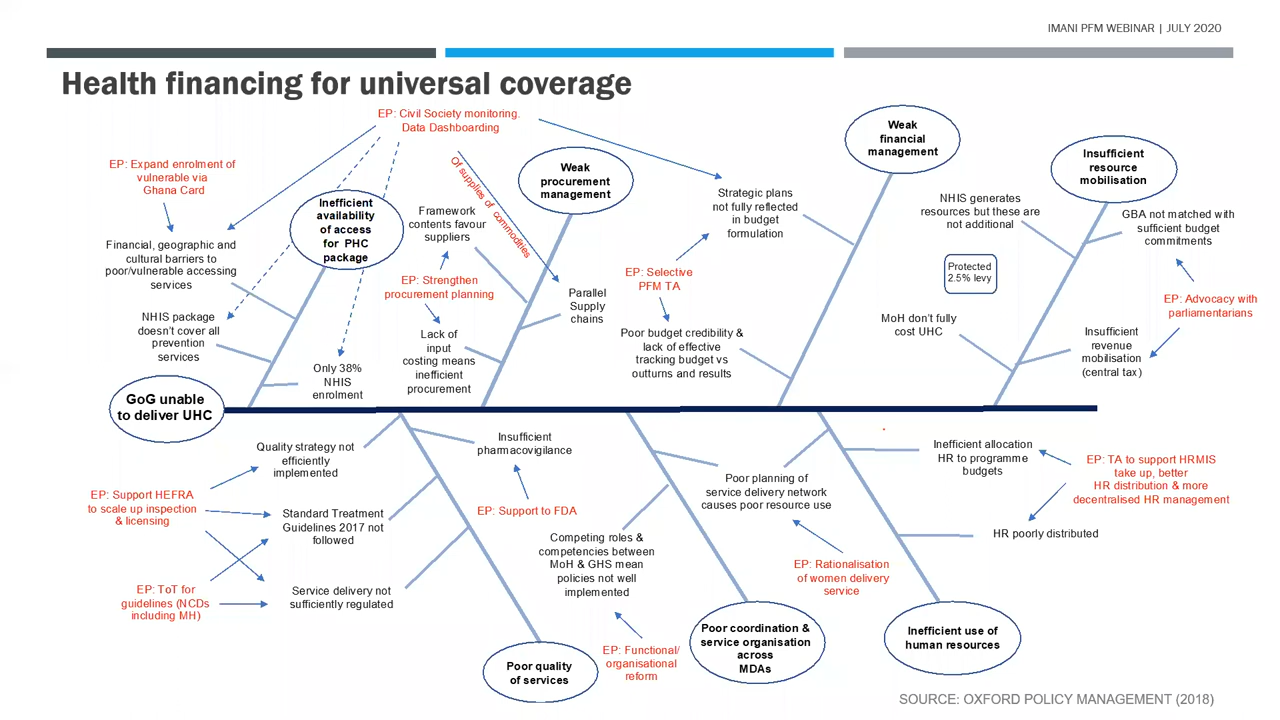 IMANI PFM WEBINAR | JULY 2020
Health financing for universal coverage
EP: Civil Society monitoring.
Data Dashboarding
EP: Expand enrolment of
vulnerable via
Ghana Card
Of supplies of commodities
Inefficient
availability
of access
for PHC
package
Financial, geographic and
cultural barriers to
poor/vulnerable accessing
services
NHIS package
doesn't cover all
prevention
services
Only 38%
NHIS
enrolment
Weak
procurement
management
Framework
contents favour
suppliers
EP: Strengthen
procurement planning
Lack of
input
costing means
inefficient
procurement
Parallel
Supply
chains
Weak
financial
management
Strategic plans
not fully reflected
in budget
formulation
EP: Selective
PFM TA
Poor budget credibility &
lack of effective
tracking budget vs
outturns and results
Insufficient
resource
mobilisation
NHIS generates
resources but these are
not additional
GBA not matched with
sufficient budget
commitments
Protected
2.5% levy
EP: Advocacy with
parliamentarians
MoH don't fully
cost UHC
Insufficient
revenue
mobilisation
(central tax)
GoG unable
to deliver UHC
Quality strategy not
efficiently
implemented
EP: Support HEFRA
to scale up inspection
& licensing
Standard Treatment
Guidelines 2017 not
followed
EP: ToT for
guidelines (NCDs
including MH)
Service delivery not
sufficiently regulated
Insufficient
pharmacovigilance
EP: Support to FDA
Poor quality
of services
Competing roles &
competencies between
MoH & GHS mean
policies not well
implemented
EP: Functional/
organisational
reform
Poor planning of
service delivery network
causes poor resource use
EP: Rationalisation
of women delivery
service
Poor coordination &
service organisation
across
MDAs
Inefficient allocation
HR to programme
budgets
EP: TA to support HRMIS
take up, better
HR distribution & more
decentralised HR management
HR poorly distributed
Inefficient use of
human resources
SOURCE: OXFORD POLICY MANAGEMENT (2018)